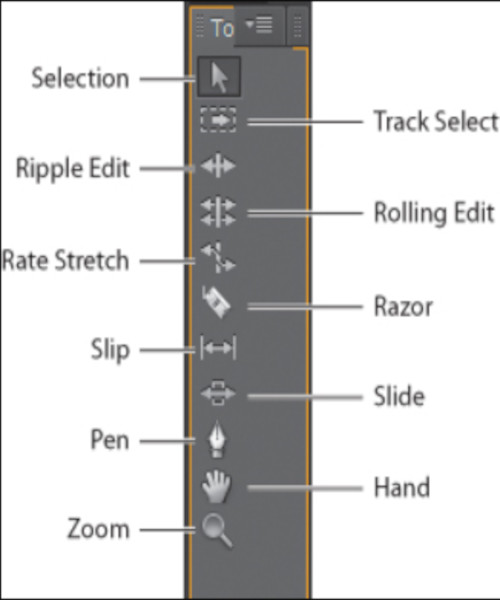 To
Selection
Track Select
Ripple Edit
Rolling Edit
Rate Stretch
Razor
Slip
Slide
Pen
Hand
Zoom